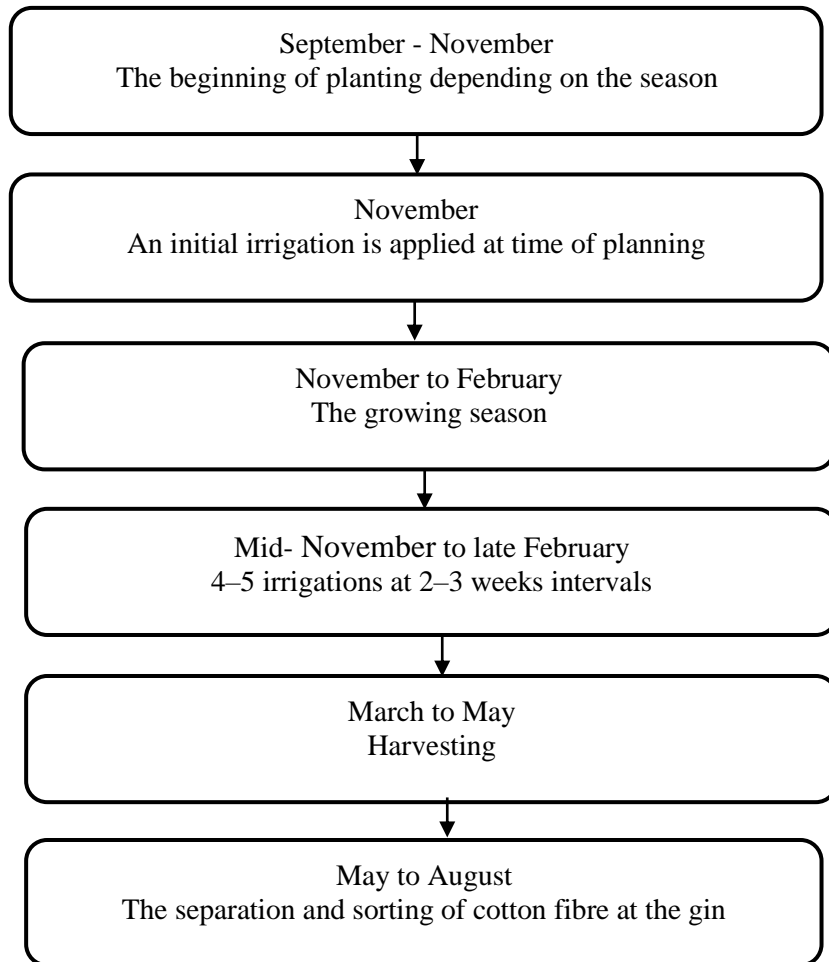 September - November
The beginning of planting depending on the season
November
An initial irrigation is applied at time of planning
November to February
The growing season
Mid- November to late February
4–5 irrigations at 2–3 weeks intervals
March to May
Harvesting
May to August
The separation and sorting of cotton fibre at the gin